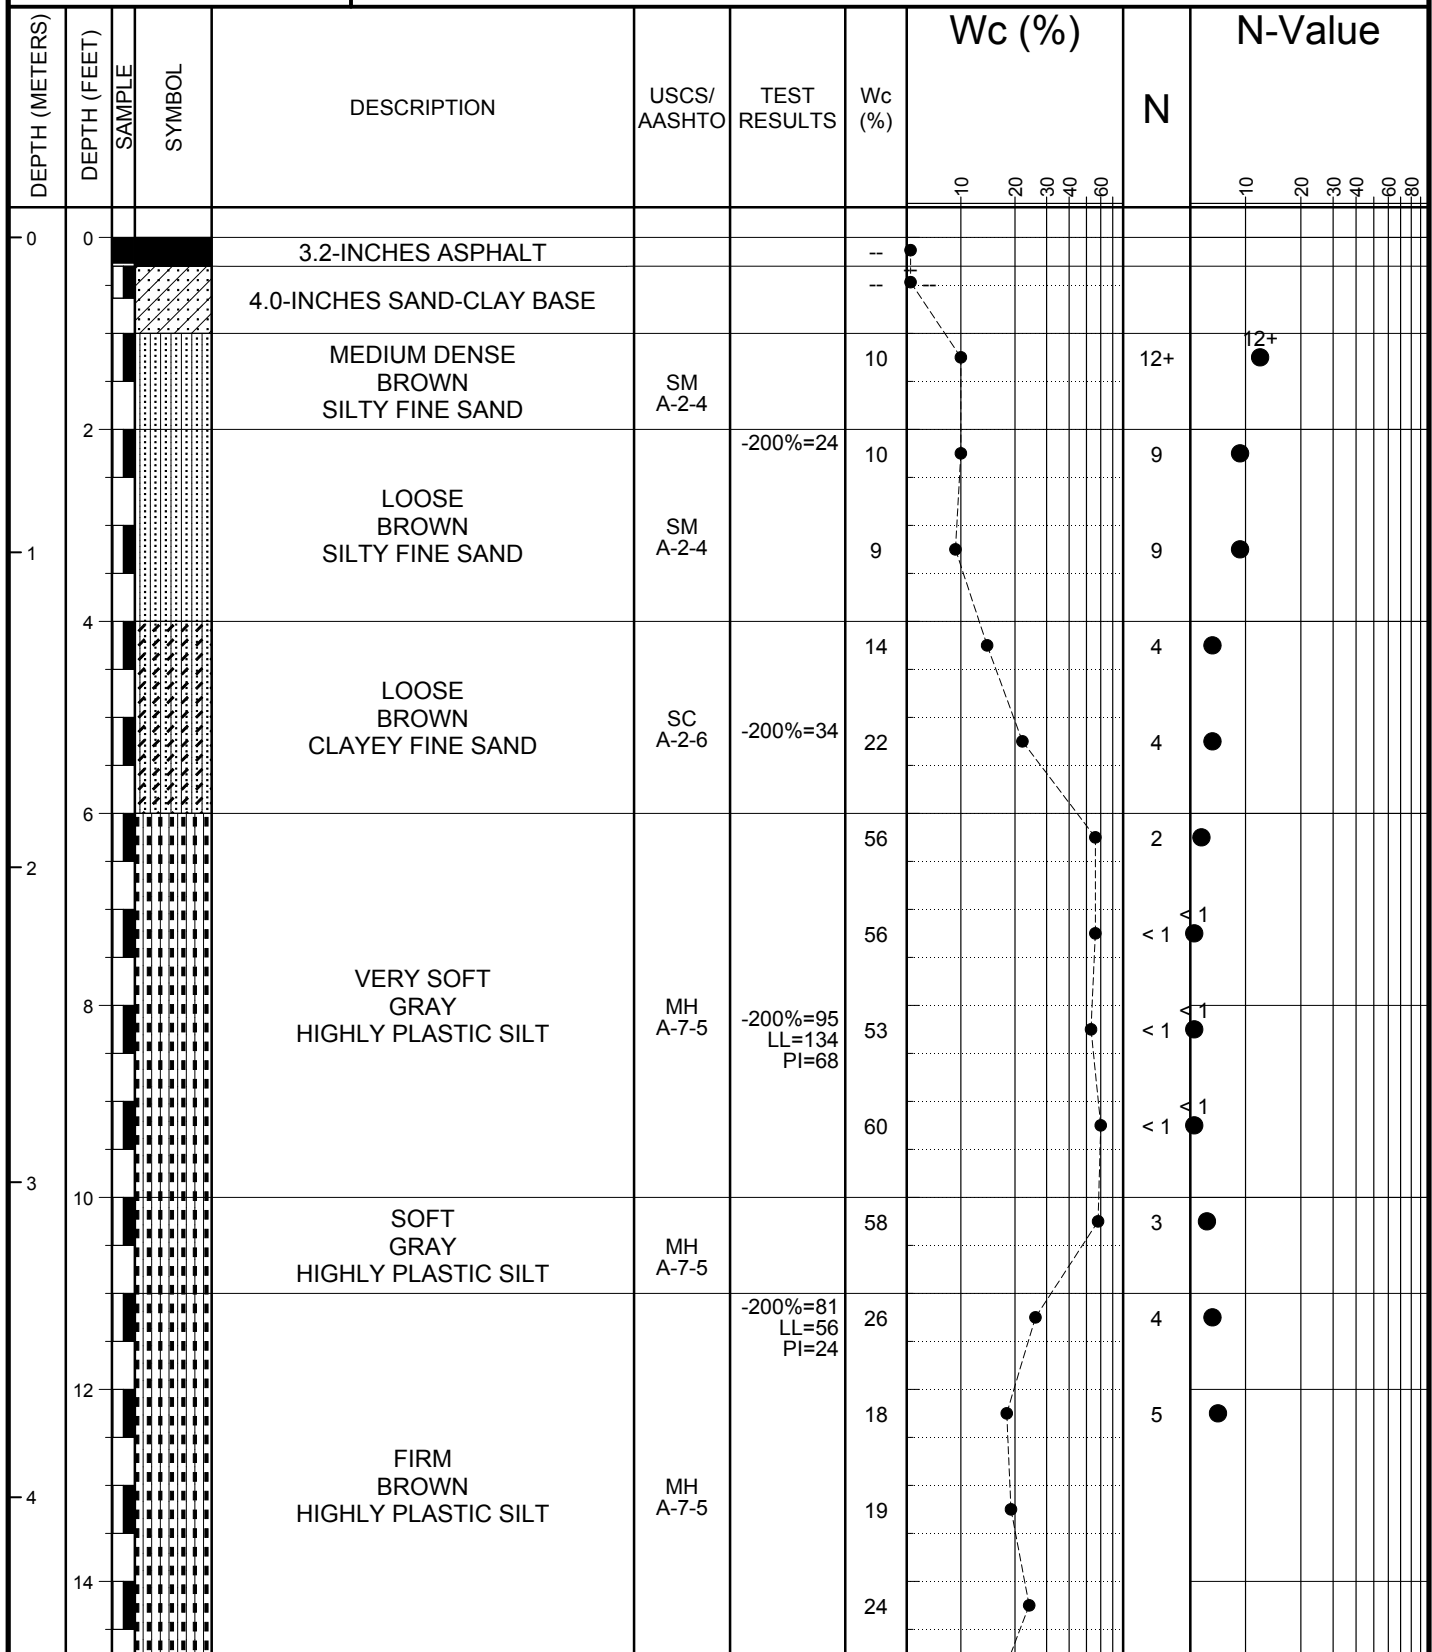 DEPTH (METERS)
DEPTH (FEET)
SAMPLE
SYMBOL
DESCRIPTION
USCS/
AASHTO
TEST
RESULTS
Wc
(%)
Wc (%)
10 20 30 40 60
N
N-Value
10 20 30 40 60 80
0 0
3.2-INCHES ASPHALT --
4.0-INCHES SAND-CLAY BASE -- --
MEDIUM DENSE
BROWN
SILTY FINE SAND
SM
A-2-4
10 12+ 12+
2
-200%=24 10 9
LOOSE
BROWN
SILTY FINE SAND
SM
A-2-4
1
9 9
4
14 4
LOOSE
BROWN
CLAYEY FINE SAND
SC
A-2-6
-200%=34 22 4
6
56 2
2
56 < 1 < 1
VERY SOFT
GRAY
HIGHLY PLASTIC SILT
8
MH
A-7-5
-200%=95
LL=134
PI=68
53 < 1 < 1
60 < 1 < 1
3
10
SOFT
GRAY
HIGHLY PLASTIC SILT
MH
A-7-5
58 3
-200%=81
LL=56
PI=24
26 4
12
18 5
FIRM
BROWN
HIGHLY PLASTIC SILT
MH
A-7-5
4
19
14
24